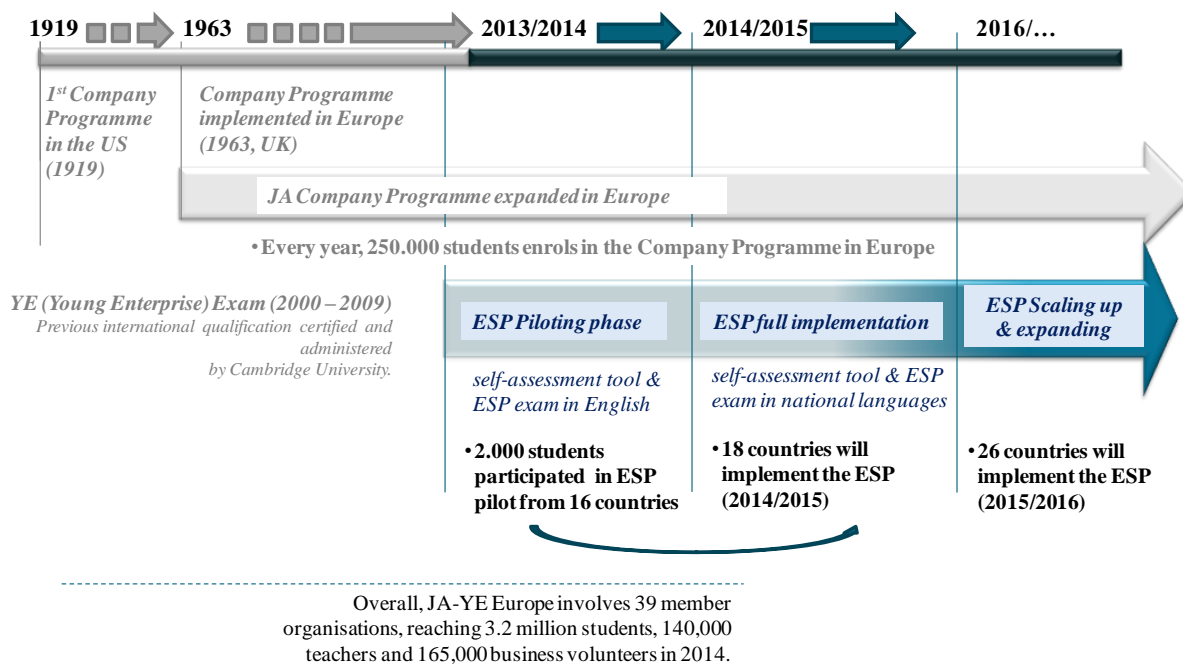 1919
1963
2013/2014
2014/2015
2016/…
1st Company
Programme
in the US
(1919)
Company Programme
implemented in Europe
(1963, UK)
JA Company Programme expanded in Europe
• Every year, 250.000 students enrols in the Company Programme in Europe
YE (Young Enterprise) Exam (2000 – 2009)
Previous international qualification certified and
administered
by Cambridge University.
ESP Piloting phase
ESP full implementation
ESP Scaling up
& expanding
self-assessment tool &
ESP exam in English
self-assessment tool & ESP
exam in national languages
• 2.000 students
participated in ESP
pilot from 16 countries
• 18 countries will
implement the ESP
(2014/2015)
• 26 countries will
implement the ESP
(2015/2016)
Overall, JA-YE Europe involves 39 member
organisations, reaching 3.2 million students, 140,000
teachers and 165,000 business volunteers in 2014.